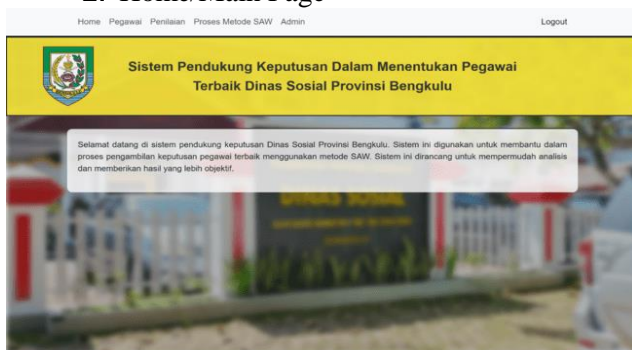 2. Home/Main Page
Home Pegawai Penilaian Proses Metode SAW Admin Logout
Sistem Pendukung Keputusan Dalam Menentukan Pegawai
Terbaik Dinas Sosial Provinsi Bengkulu
Selamat datang di sistem pendukung keputusan Dinas Sosial Provinsi Bengkulu. Sistem ini digunakan untuk membantu dalam
proses pengambilan keputusan pegawai terbaik menggunakan metode SAW. Sistem ini dirancang untuk mempermudah analisis
dan memberikan hasil yang lebih objektif.
DINAS SOSIAL